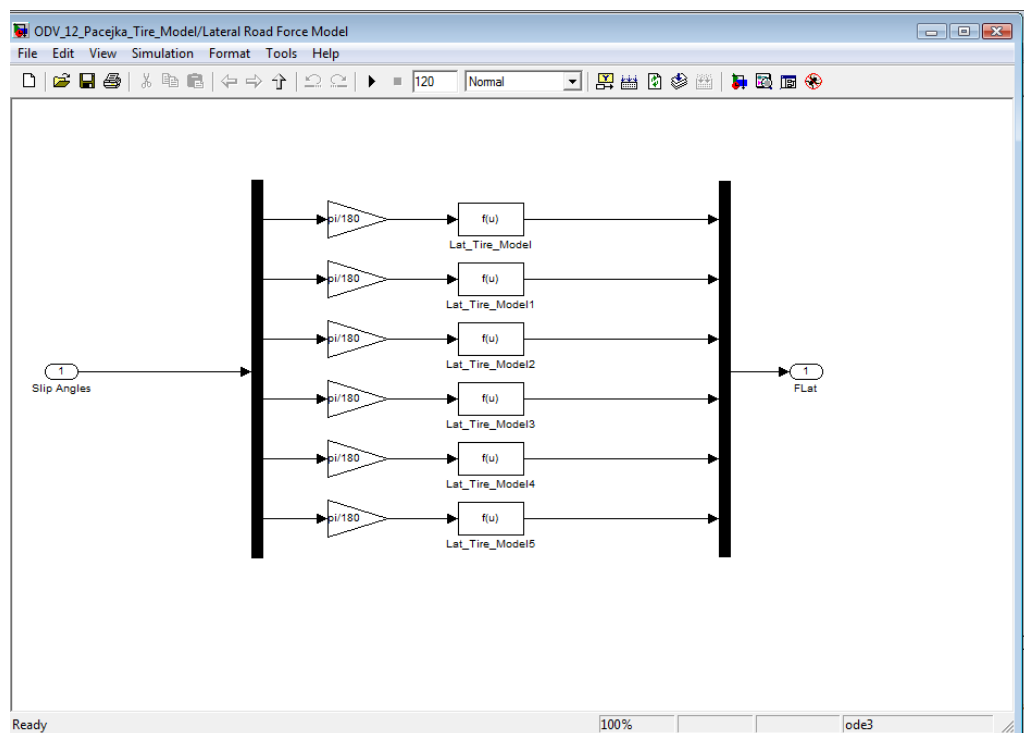 ODV_12_Pacejka_Tire_Model/Lateral Road Force Model
File Edit View Simulation Format Tools Help
120 Normal
pi/180 f(u)
Lat_Tire_Model
pi/180 f(u)
Lat_Tire_Model1
pi/180 f(u)
Lat_Tire_Model2
1
Slip Angles
1
FLat
pi/180 f(u)
Lat_Tire_Model3
pi/180 f(u)
Lat_Tire_Model4
pi/180 f(u)
Lat_Tire_Model5
Ready 100% ode3